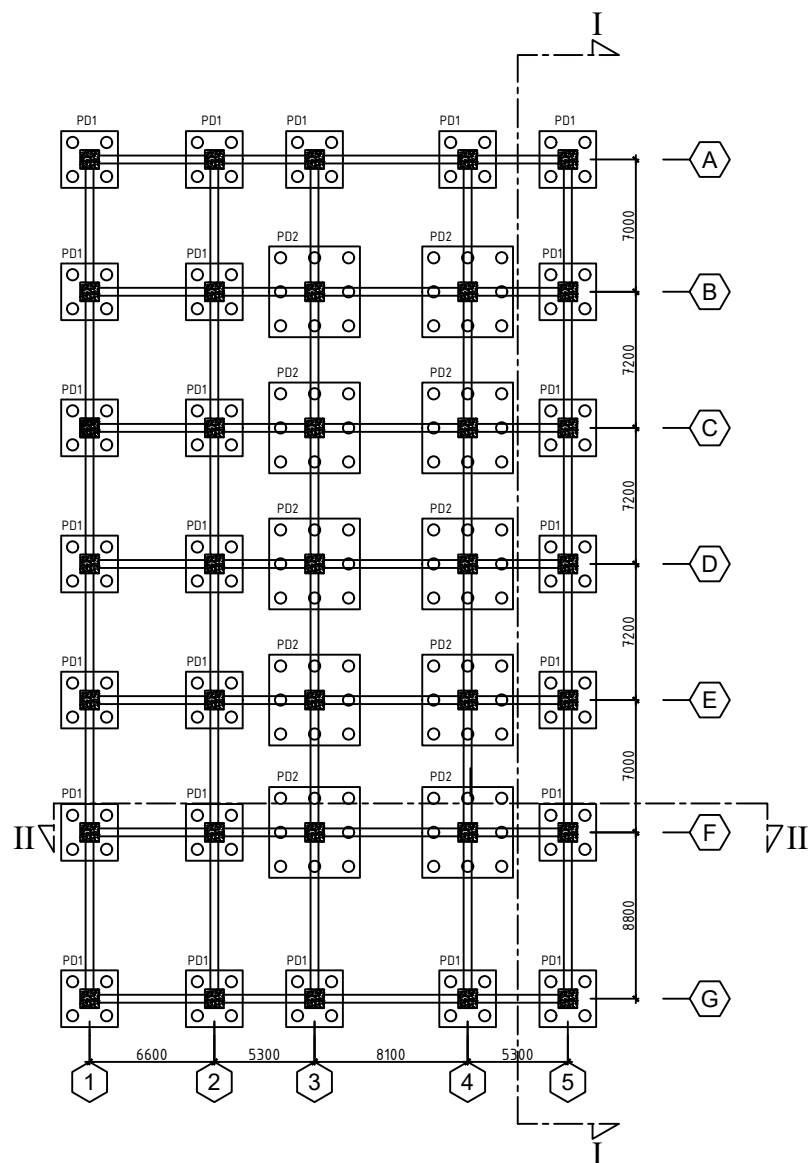 I
PD1 PD1 PD1 PD1 PD1
A
7000
PD1 PD1 PD2 PD2 PD1
B
7200
PD1 PD1 PD2 PD2 PD1
C
7200
PD1 PD1 PD2 PD2 PD1
D
7200
PD1 PD1 PD2 PD2 PD1
E
7000
PD1 PD1 PD2 PD2 PD1
II F II
8800
PD1 PD1 PD1 PD1 PD1
G
6600 5300 8100 5300
1 2 3 4 5
I